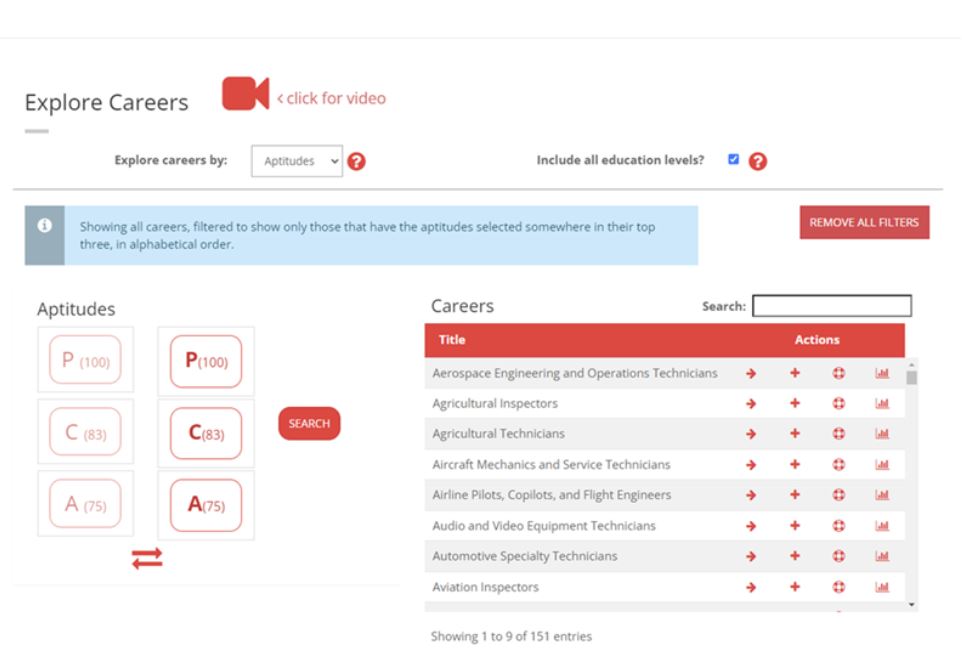 Explore Careers
< click for video
Explore careers by:
Aptitudes
?
Include all education levels?
?
i
Showing all careers, filtered to show only those that have the aptitudes selected somewhere in their top
three, in alphabetical order.
REMOVE ALL FILTERS
Aptitudes
P (100)
P(100)
C (83)
C(83)
SEARCH
A (75)
A(75)
Careers
Search:
Title
Actions
Aerospace Engineering and Operations Technicians
Agricultural Inspectors
Agricultural Technicians
Aircraft Mechanics and Service Technicians
Airline Pilots, Copilots, and Flight Engineers
Audio and Video Equipment Technicians
Automotive Specialty Technicians
Aviation Inspectors
Showing 1 to 9 of 151 entries